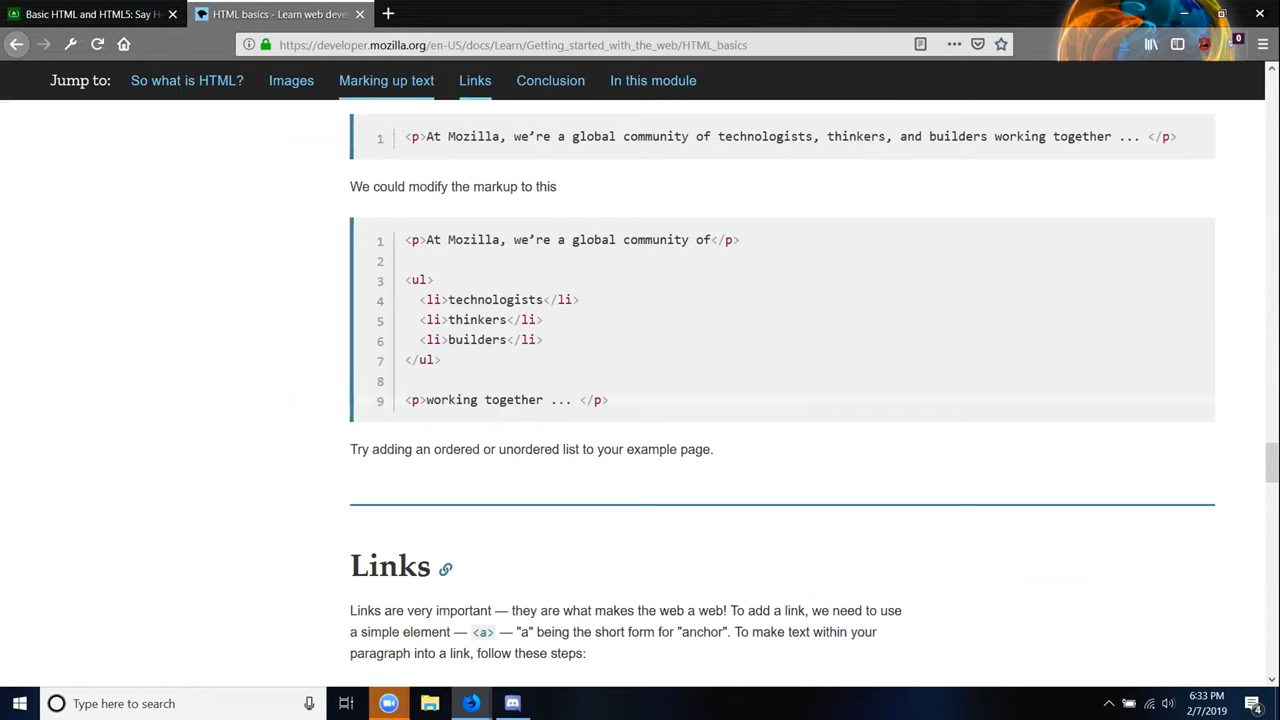 Basic HTML and HTML5: Say H
HTML basics - Learn web deve
https://developer.mozilla.org/en-US/docs/Learn/Getting_started_with_the_web/HTML_basics
0
Jump to: So what is HTML? Images Marking up text Links Conclusion In this module
1 <p>At Mozilla, we’re a global community of technologists, thinkers, and builders working together ... </p>
We could modify the markup to this
1 <p>At Mozilla, we’re a global community of</p>
2
3 <ul>
4 <li>technologists</li>
5 <li>thinkers</li>
6 <li>builders</li>
7 </ul>
8
9 <p>working together ... </p>
Try adding an ordered or unordered list to your example page.
Links
Links are very important — they are what makes the web a web! To add a link, we need to use
a simple element — <a> — "a" being the short form for "anchor". To make text within your
paragraph into a link, follow these steps:
Type here to search
6:33 PM
2/7/2019
4